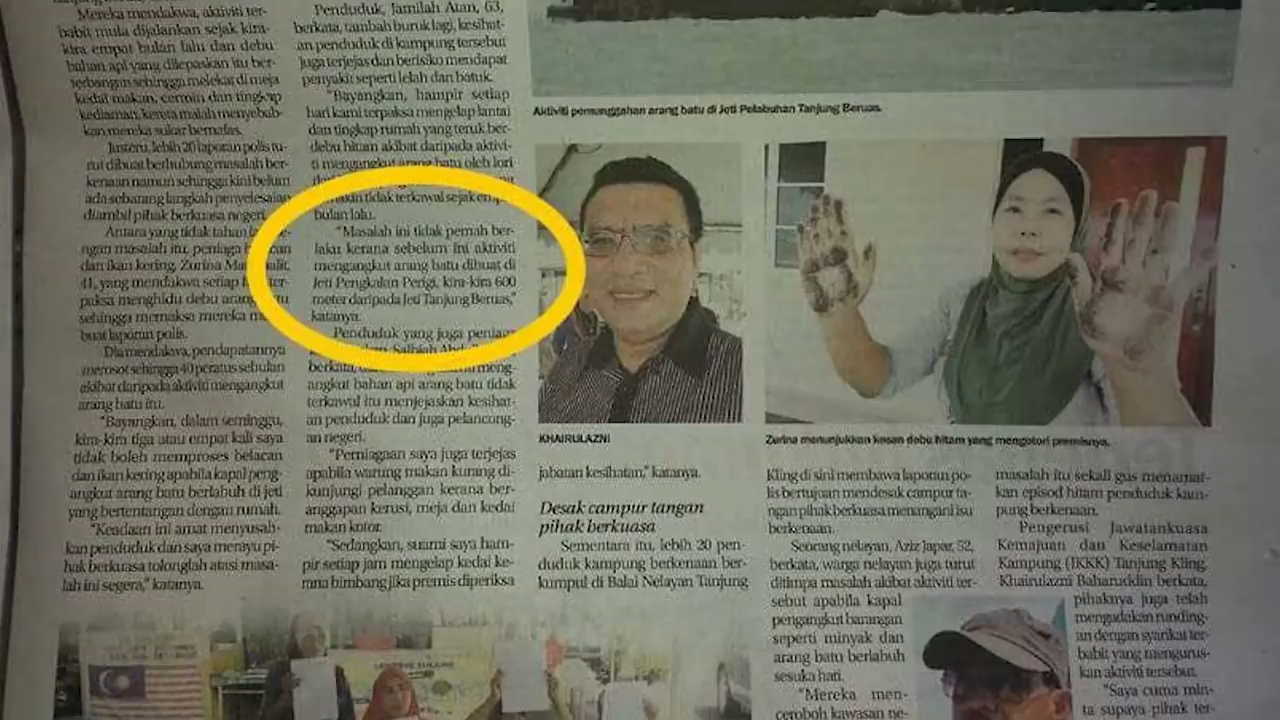 Mereka mendakwa, aktiviti ter-
babit mula dijalankan sejak kira-
kira empat bulan lalu dan debu
bahan api yang dilepaskan itu ber-
terbangan sehingga melekat di meja
kedai makan, cermin dan tingkap
kediaman, kereta malah menyebab-
kan mereka sukar bernafas.
Justeru, lebih 20 laporan polis tu-
rut dibuat berhubung masalah ber-
kenaan namun sehingga kini belum
ada sebarang langkah penyelesaian
diambil pihak berkuasa negeri.
Antara yang tidak tahan
ngan masalah itu, peniaga
dan ikan kering, Zurina
41, yang mendakwa setiap
paksa menghidu debu arang
sehingga memaksa mereka
buat laporan polis.
Dia mendakwa, pendapatannya
merosot sehingga 40 peratus sebulan
akibat daripada aktiviti mengangkut
arang batu itu.
"Bayangkan, dalam seminggu,
kira-kira tiga atau empat kali saya
tidak boleh memproses belacan
dan ikan kering apabila kapal peng-
angkut arang batu berlabuh di jeti
yang bertentangan dengan rumah.
"Keadaan ini amat menyusah-
kan penduduk dan saya merayu pi-
hak berkuasa tolonglah atasi masa-
lah ini segera," katanya.
Penduduk, Jamilah Atan, 63,
berkata, tambah buruk lagi, kesihat-
an penduduk di kampung tersebut
juga terjejas dan berisiko mendapat
penyakit seperti lelah dan batuk.
"Bayangkan, hampir setiap
hari kami terpaksa mengelap lantai
dan tingkap rumah yang teruk ber-
debu hitam akibat daripada aktivi-
ti mengangkut arang batu oleh lori
tidak terkawal sejak
bulan lalu.
"Masalah ini tidak pernah ber-
laku kerana sebelum ini aktiviti
mengangkut arang batu dibuat di
Jeti Pengkalan Perigi, kira-kira 600
meter daripada Jeti Tanjung Beruas,"
katanya.
Penduduk yang juga peniaga
Salbiah
berkata,
angkut bahan api arang batu tidak
terkawal itu menjejaskan kesihat-
an penduduk dan juga pelancong-
an negeri.
"Perniagaan saya juga terjejas
apabila warung makan kurang di-
kunjungi pelanggan kerana ber-
anggapan kerusi, meja dan kedai
makan kotor.
"Sedangkan, suami saya ham-
pir setiap jam mengelap kedai ke-
rana bimbang jika premis diperiksa
Aktiviti pemunggahan arang batu di Jeti Pelabuhan Tanjung Beruas.
KHAIRULAZNI
Zurina menunjukkan kesan debu hitam yang mengotori premisnya.
jabatan kesihatan," katanya.
Desak campur tangan
pihak berkuasa
Sementara itu, lebih 20 pen-
duduk kampung berkenaan ber-
kumpul di Balai Nelayan Tanjung
Kling di sini membawa laporan po-
lis bertujuan mendesak campur ta-
ngan pihak berkuasa menangani isu
berkenaan.
Seorang nelayan, Aziz Japar, 52,
berkata, warga nelayan juga turut
ditimpa masalah akibat aktiviti ter-
sebut apabila kapal
pengangkut barangan
seperti minyak dan
arang batu berlabuh
sesuka hati.
"Mereka men-
ceroboh kawasan ne-
masalah itu sekali gus menamat-
kan episod hitam penduduk kam-
pung berkenaan.
Pengerusi Jawatankuasa
Kemajuan dan Keselamatan
Kampung (JKKK) Tanjung Kling,
Khairulazni Baharuddin berkata,
pihaknya juga telah
mengadakan runding-
an dengan syarikat ter-
babit yang mengurus-
kan aktiviti tersebut.
"Saya cuma min-
ta supaya pihak ter-